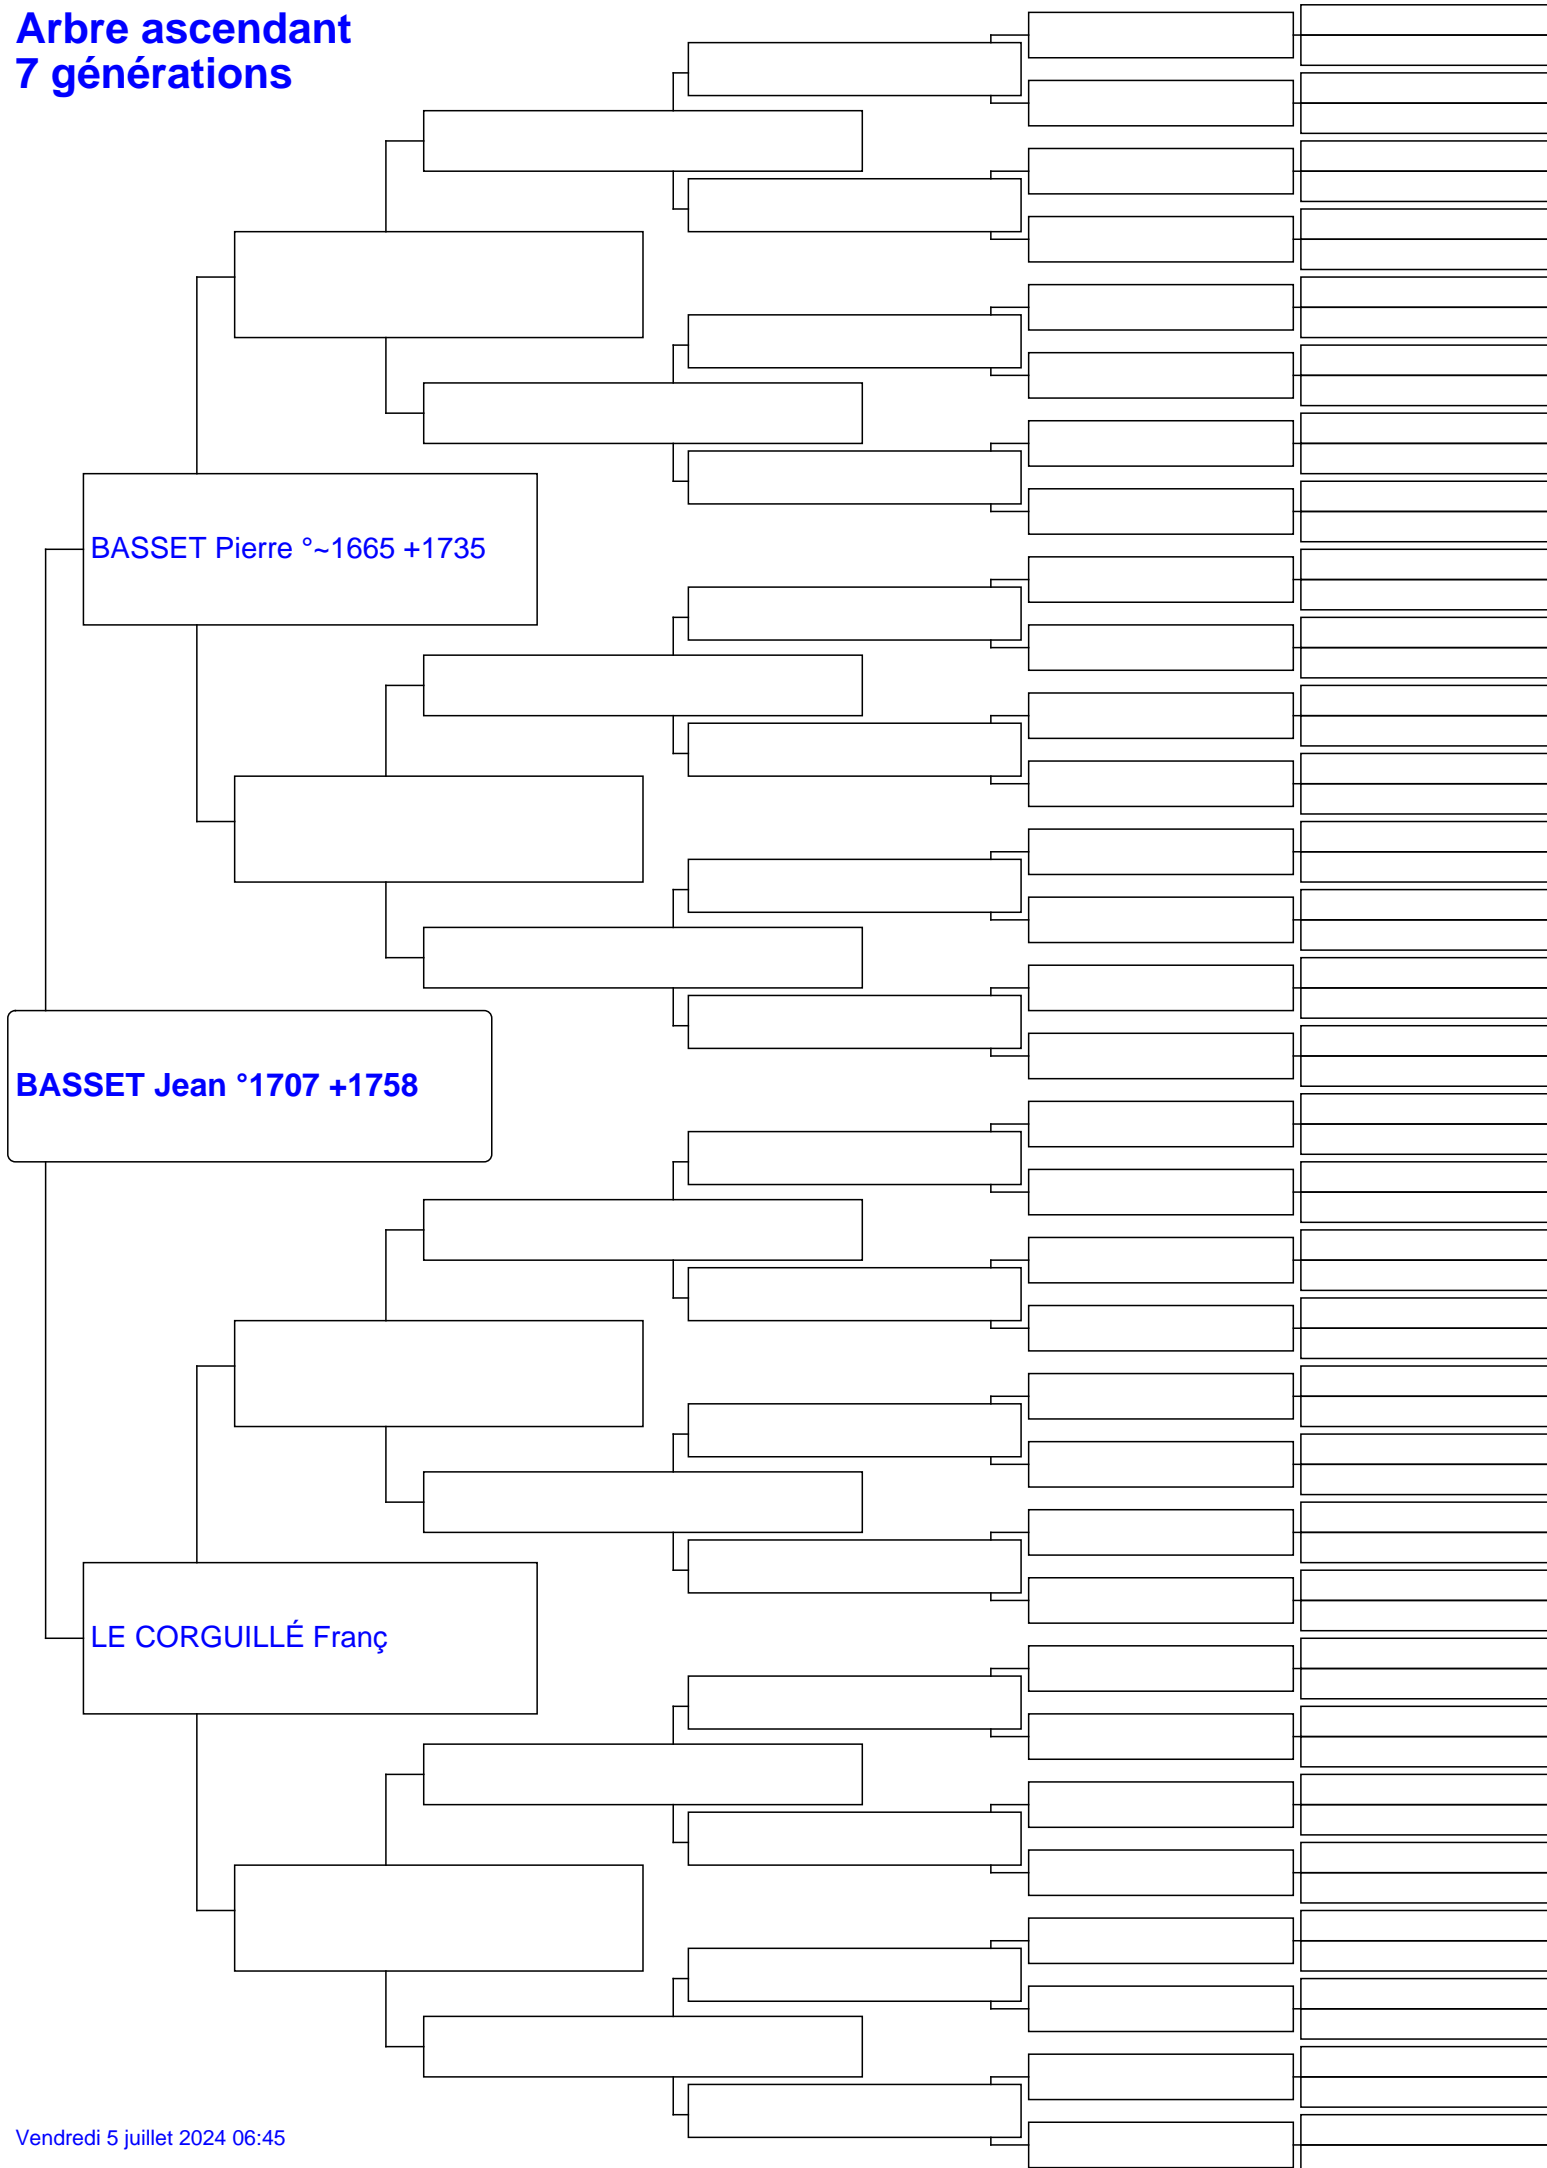 Arbre ascendant
7 générations
BASSET Pierre °~1665 +1735
BASSET Jean °1707 +1758
LE CORGUILLÉ Franç
Vendredi 5 juillet 2024 06:45